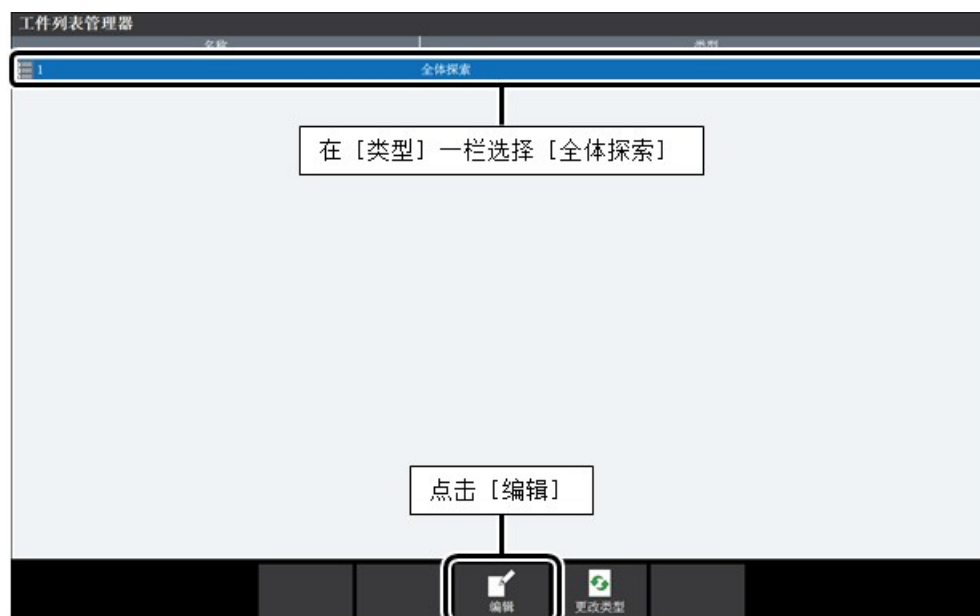 工件列表管理器
名称 类型
1 全体探索
在［类型］一栏选择［全体探索］
点击［编辑］
编辑 更改类型